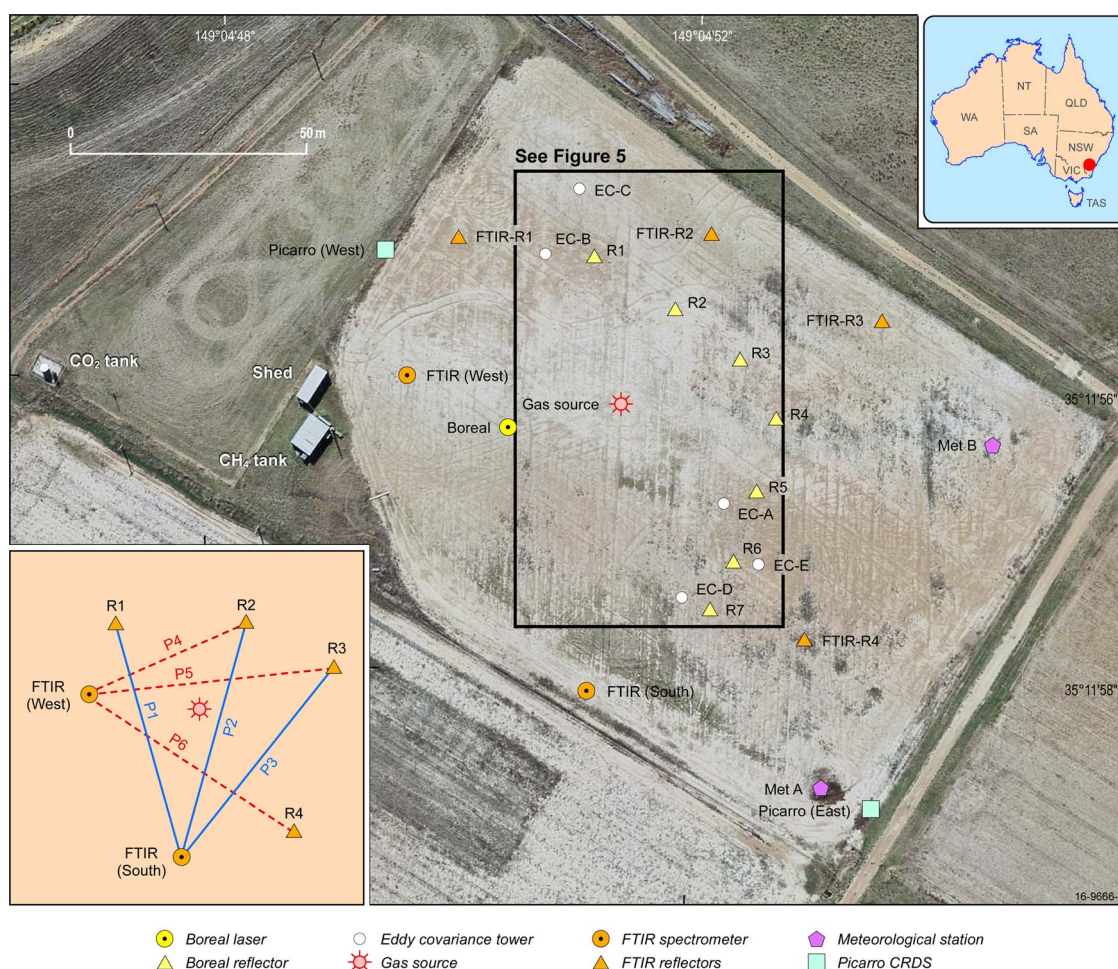 149°04'48"
149°04'52"
0
50 m
See Figure 5
EC-C
Picarro (West)
FTIR-R1
EC-B
R1
FTIR-R2
R2
FTIR-R3
CO₂ tank
Shed
FTIR (West)
R3
Gas source
35°11'56"
Boreal
R4
CH₄ tank
Met B
R5
EC-A
R6
EC-E
EC-D
R7
FTIR-R4
FTIR (South)
35°11'58"
Met A
Picarro (East)
16-9666-
WA
NT
SA
QLD
NSW
VIC
TAS
R1
R2
R3
P4
P5
FTIR
(West)
P1
P2
P6
P3
R4
FTIR
(South)
Boreal laser
Eddy covariance tower
FTIR spectrometer
Meteorological station
Boreal reflector
Gas source
FTIR reflectors
Picarro CRDS